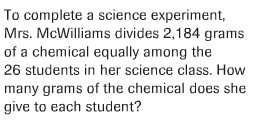 To complete a science experiment,
Mrs. McWilliams divides 2,184 grams
of a chemical equally among the
26 students in her science class. How
many grams of the chemical does she
give to each student?